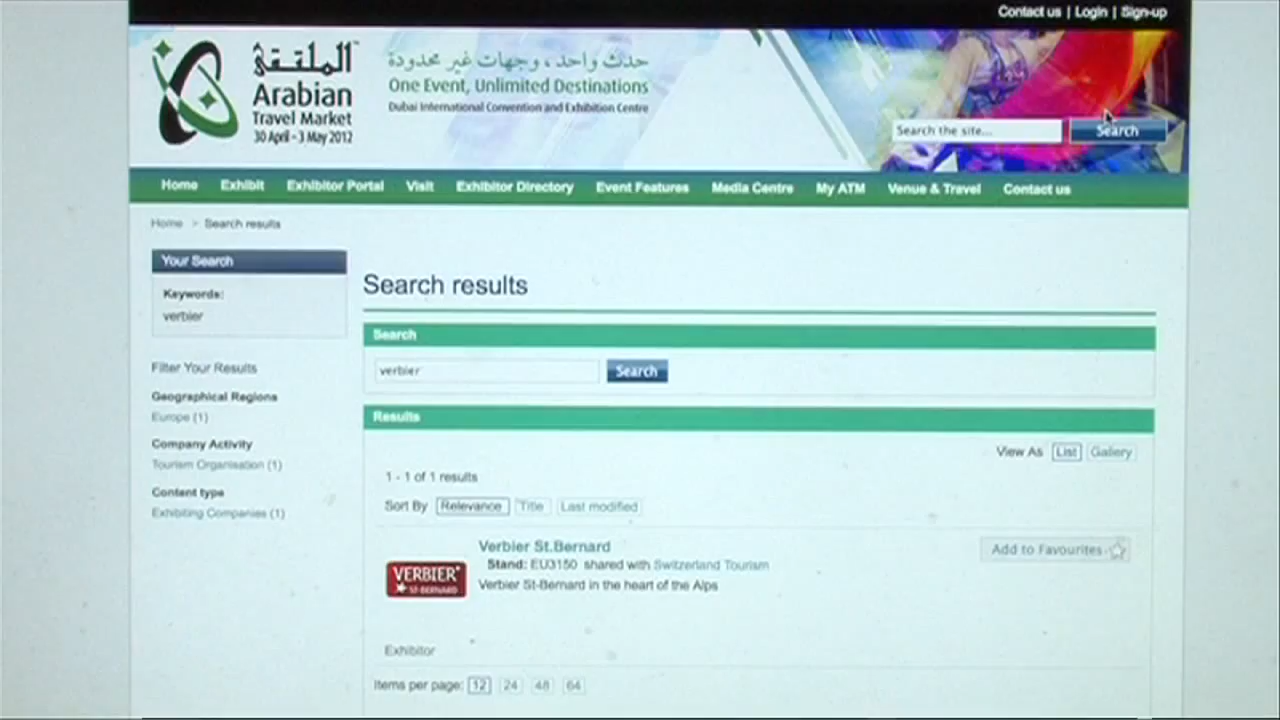 Contact us | Login | Sign-up
الملتقى
Arabian
Travel Market
30 April - 3 May 2012
حدث واحد ، وجهات غير محدودة
One Event, Unlimited Destinations
Dubai International Convention and Exhibition Centre
Search the site... Search
Home Exhibit Exhibitor Portal Visit Exhibitor Directory Event Features Media Centre My ATM Venue & Travel Contact us
Home > Search results
Your Search
Keywords:
verbier
Filter Your Results
Geographical Regions
Europe (1)
Company Activity
Tourism Organisation (1)
Content type
Exhibiting Companies (1)
Search results
Search
verbier Search
Results
View As List Gallery
1 - 1 of 1 results
Sort By Relevance Title Last modified
VERBIER
ST-BERNARD
Verbier St.Bernard
Stand: EU3150 shared with Switzerland Tourism
Verbier St-Bernard in the heart of the Alps
Add to Favourites
Exhibitor
Items per page: 12 24 48 64